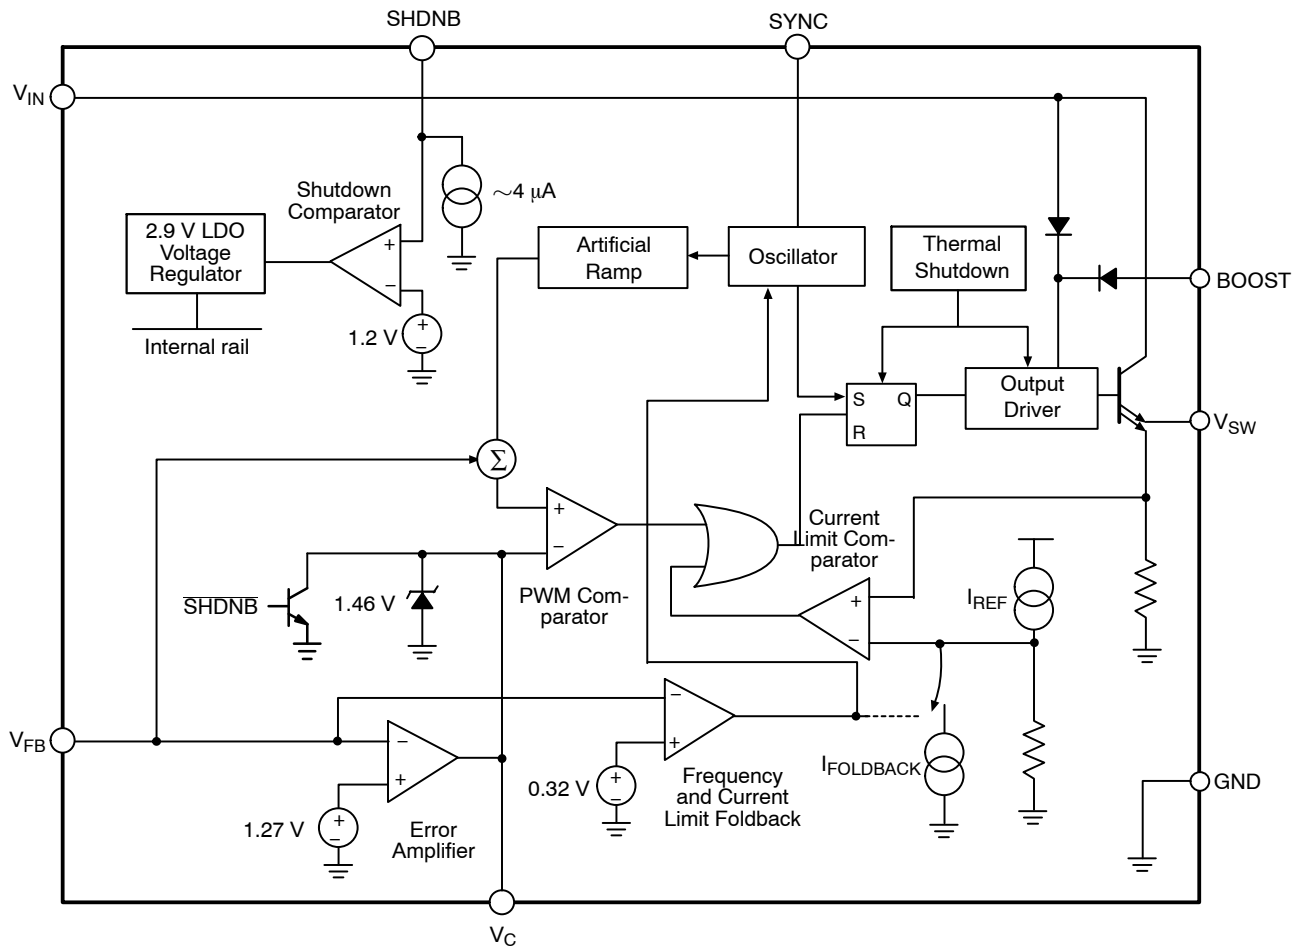 SHDNB
SYNC
V_IN
∼4 μA
Shutdown
Comparator
2.9 V LDO
Voltage
Regulator
+
−
1.2 V
+
−
Internal rail
Artificial
Ramp
Oscillator
Thermal
Shutdown
BOOST
S Q
R
Output
Driver
V_SW
Σ
+
−
PWM Com-
parator
Current
Limit Com-
parator
+
−
I_REF
S̅H̅D̅N̅B̅
1.46 V
V_FB
−
+
Error
Amplifier
1.27 V
+
−
−
+
0.32 V
+
−
Frequency
and Current
Limit Foldback
I_FOLDBACK
GND
V_C